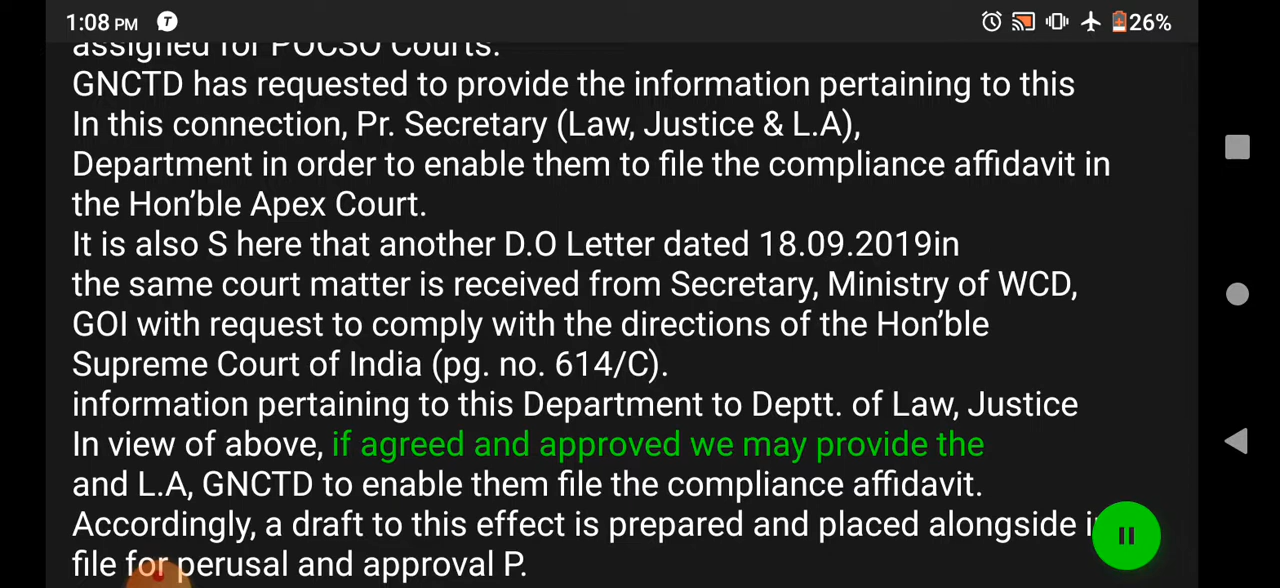 1:08 PM
26%
assigned for POCSO Courts.
GNCTD has requested to provide the information pertaining to this
In this connection, Pr. Secretary (Law, Justice & L.A),
Department in order to enable them to file the compliance affidavit in
the Hon’ble Apex Court.
It is also S here that another D.O Letter dated 18.09.2019in
the same court matter is received from Secretary, Ministry of WCD,
GOI with request to comply with the directions of the Hon’ble
Supreme Court of India (pg. no. 614/C).
information pertaining to this Department to Deptt. of Law, Justice
In view of above, if agreed and approved we may provide the
and L.A, GNCTD to enable them file the compliance affidavit.
Accordingly, a draft to this effect is prepared and placed alongside in
file for perusal and approval P.